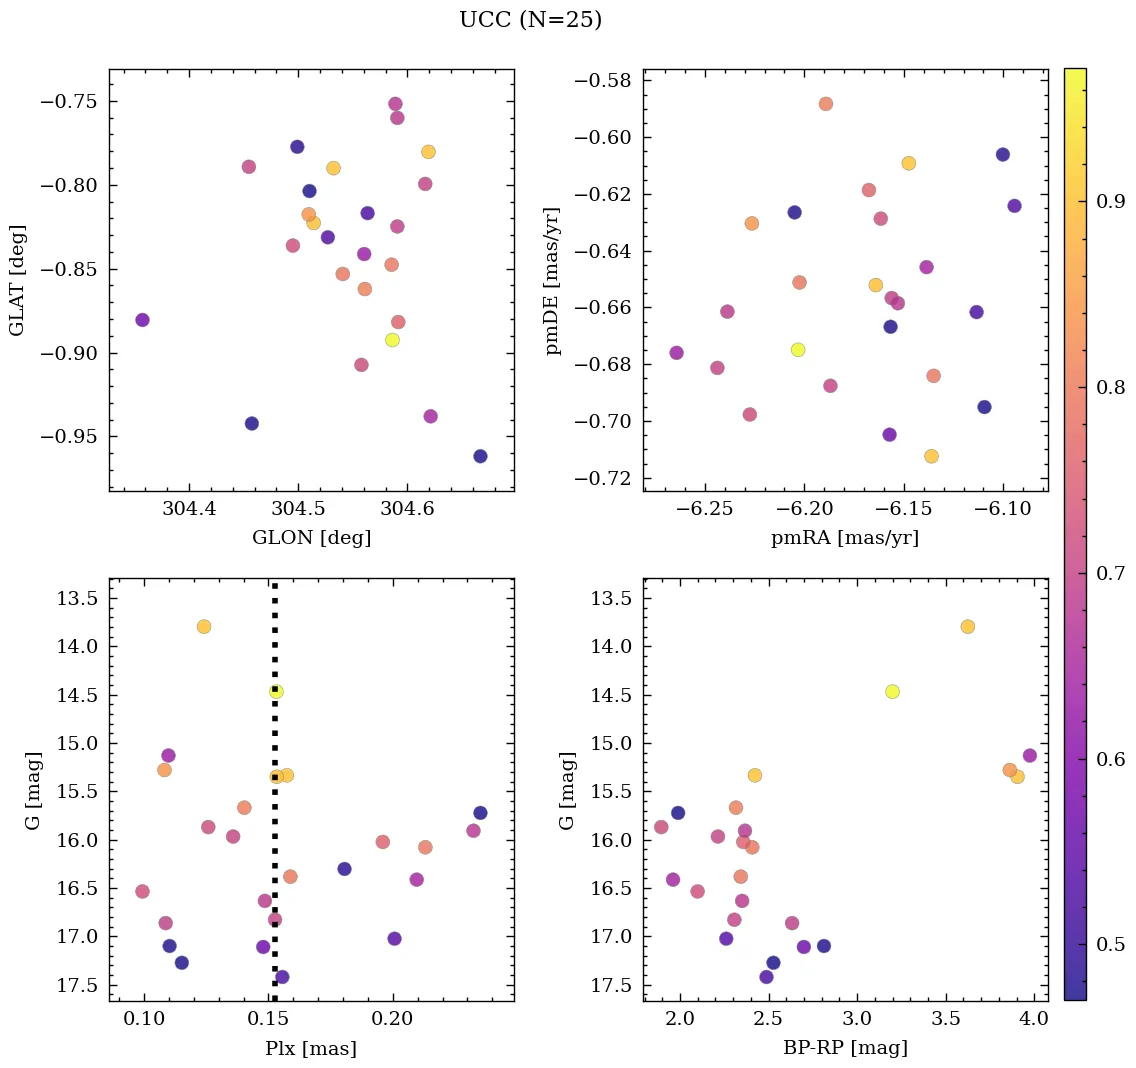 UCC (N=25)
−0.75
−0.80
−0.85
−0.90
−0.95
GLAT [deg]
304.4 304.5 304.6
GLON [deg]
−0.58
−0.60
−0.62
−0.64
−0.66
−0.68
−0.70
−0.72
pmDE [mas/yr]
−6.25 −6.20 −6.15 −6.10
pmRA [mas/yr]
13.5
14.0
14.5
15.0
15.5
16.0
16.5
17.0
17.5
G [mag]
0.10 0.15 0.20
Plx [mas]
13.5
14.0
14.5
15.0
15.5
16.0
16.5
17.0
17.5
G [mag]
2.0 2.5 3.0 3.5 4.0
BP-RP [mag]
0.9
0.8
0.7
0.6
0.5